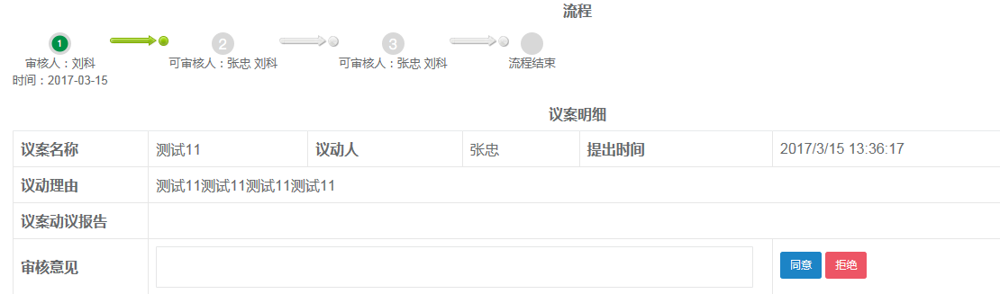 流程
1 2 3
审核人：刘科 可审核人：张忠 刘科 可审核人：张忠 刘科 流程结束
时间：2017-03-15
议案明细
议案名称 测试11 议动人 张忠 提出时间 2017/3/15 13:36:17
议动理由 测试11测试11测试11测试11
议案动议报告
审核意见 同意 拒绝